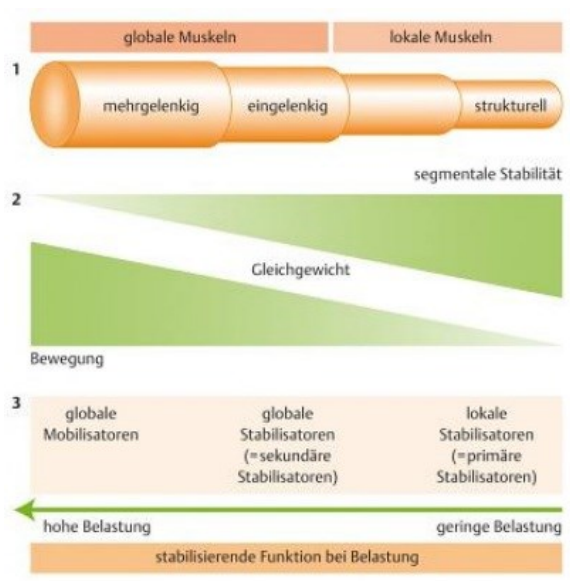 globale Muskeln lokale Muskeln
1
mehrgelenkig eingelenkig strukturell
segmentale Stabilität
2
Gleichgewicht
Bewegung
3
globale
Mobilisatoren
globale
Stabilisatoren
(=sekundäre
Stabilisatoren)
lokale
Stabilisatoren
(=primäre
Stabilisatoren)
hohe Belastung geringe Belastung
stabilisierende Funktion bei Belastung